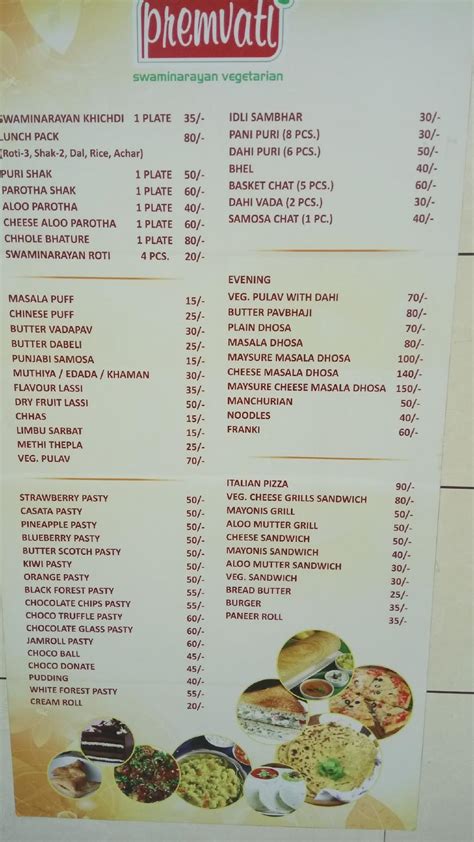 premvati
swaminarayan vegetarian
SWAMINARAYAN KHICHDI 1 PLATE 35/-
LUNCH PACK 80/-
(Roti-3, Shak-2, Dal, Rice, Achar)
PURI SHAK 1 PLATE 50/-
PAROTHA SHAK 1 PLATE 60/-
ALOO PAROTHA 1 PLATE 40/-
CHEESE ALOO PAROTHA 1 PLATE 60/-
CHHOLE BHATURE 1 PLATE 80/-
SWAMINARAYAN ROTI 4 PCS. 20/-
MASALA PUFF 15/-
CHINESE PUFF 25/-
BUTTER VADAPAV 30/-
BUTTER DABELI 25/-
PUNJABI SAMOSA 15/-
MUTHIYA / EDADA / KHAMAN 30/-
FLAVOUR LASSI 35/-
DRY FRUIT LASSI 50/-
CHHAS 15/-
LIMBU SARBAT 15/-
METHI THEPLA 25/-
VEG. PULAV 70/-
STRAWBERRY PASTY 50/-
CASATA PASTY 50/-
PINEAPPLE PASTY 50/-
BLUEBERRY PASTY 50/-
BUTTER SCOTCH PASTY 50/-
KIWI PASTY 50/-
ORANGE PASTY 50/-
BLACK FOREST PASTY 55/-
CHOCOLATE CHIPS PASTY 55/-
CHOCO TRUFFLE PASTY 60/-
CHOCOLATE GLASS PASTY 60/-
JAMROLL PASTY 60/-
CHOCO BALL 45/-
CHOCO DONATE 45/-
PUDDING 40/-
WHITE FOREST PASTY 55/-
CREAM ROLL 20/-
IDLI SAMBHAR 30/-
PANI PURI (8 PCS.) 30/-
DAHI PURI (6 PCS.) 50/-
BHEL 40/-
BASKET CHAT (5 PCS.) 60/-
DAHI VADA (2 PCS.) 30/-
SAMOSA CHAT (1 PC.) 40/-
EVENING
VEG. PULAV WITH DAHI 70/-
BUTTER PAVBHAJI 80/-
PLAIN DHOSA 70/-
MASALA DHOSA 80/-
MAYSURE MASALA DHOSA 100/-
CHEESE MASALA DHOSA 140/-
MAYSURE CHEESE MASALA DHOSA 150/-
MANCHURIAN 50/-
NOODLES 40/-
FRANKI 60/-
ITALIAN PIZZA 90/-
VEG. CHEESE GRILLS SANDWICH 80/-
MAYONIS GRILL 50/-
ALOO MUTTER GRILL 50/-
CHEESE SANDWICH 50/-
MAYONIS SANDWICH 40/-
ALOO MUTTER SANDWICH 30/-
VEG. SANDWICH 30/-
BREAD BUTTER 25/-
BURGER 35/-
PANEER ROLL 35/-